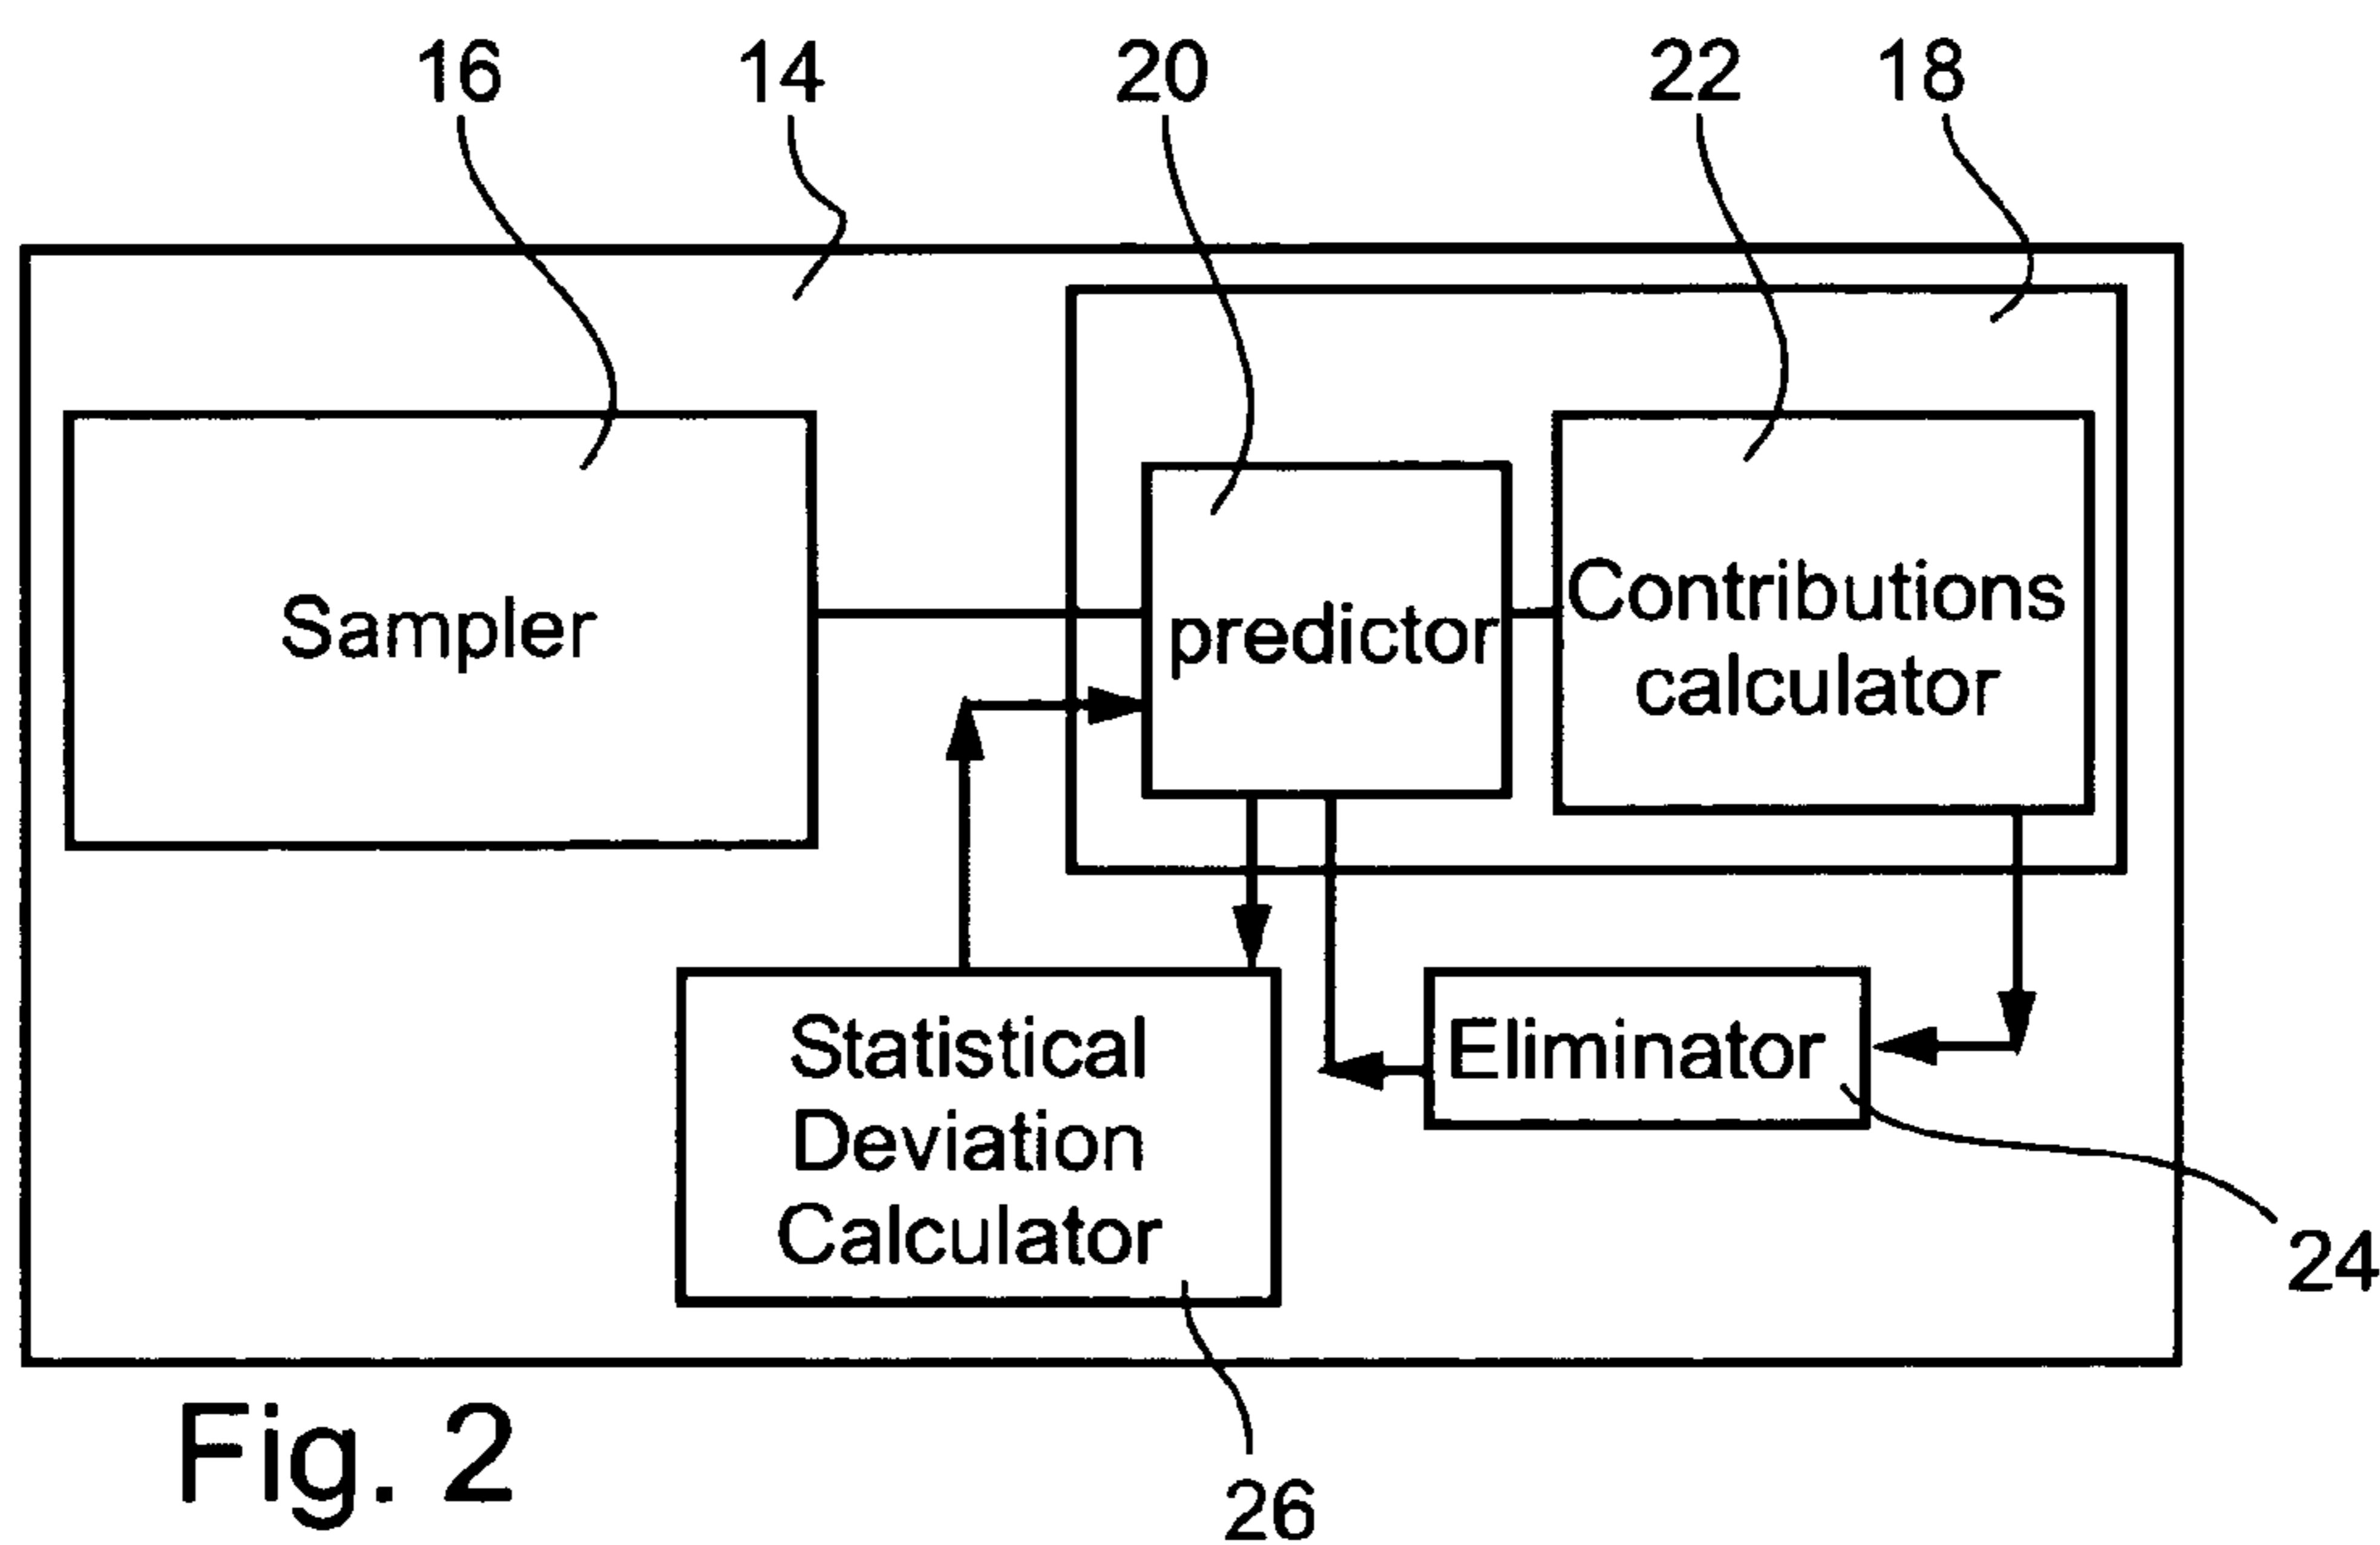 16 14 20 22 18
Sampler
predictor
Contributions
calculator
Statistical
Deviation
Calculator
Eliminator
24
26
Fig. 2